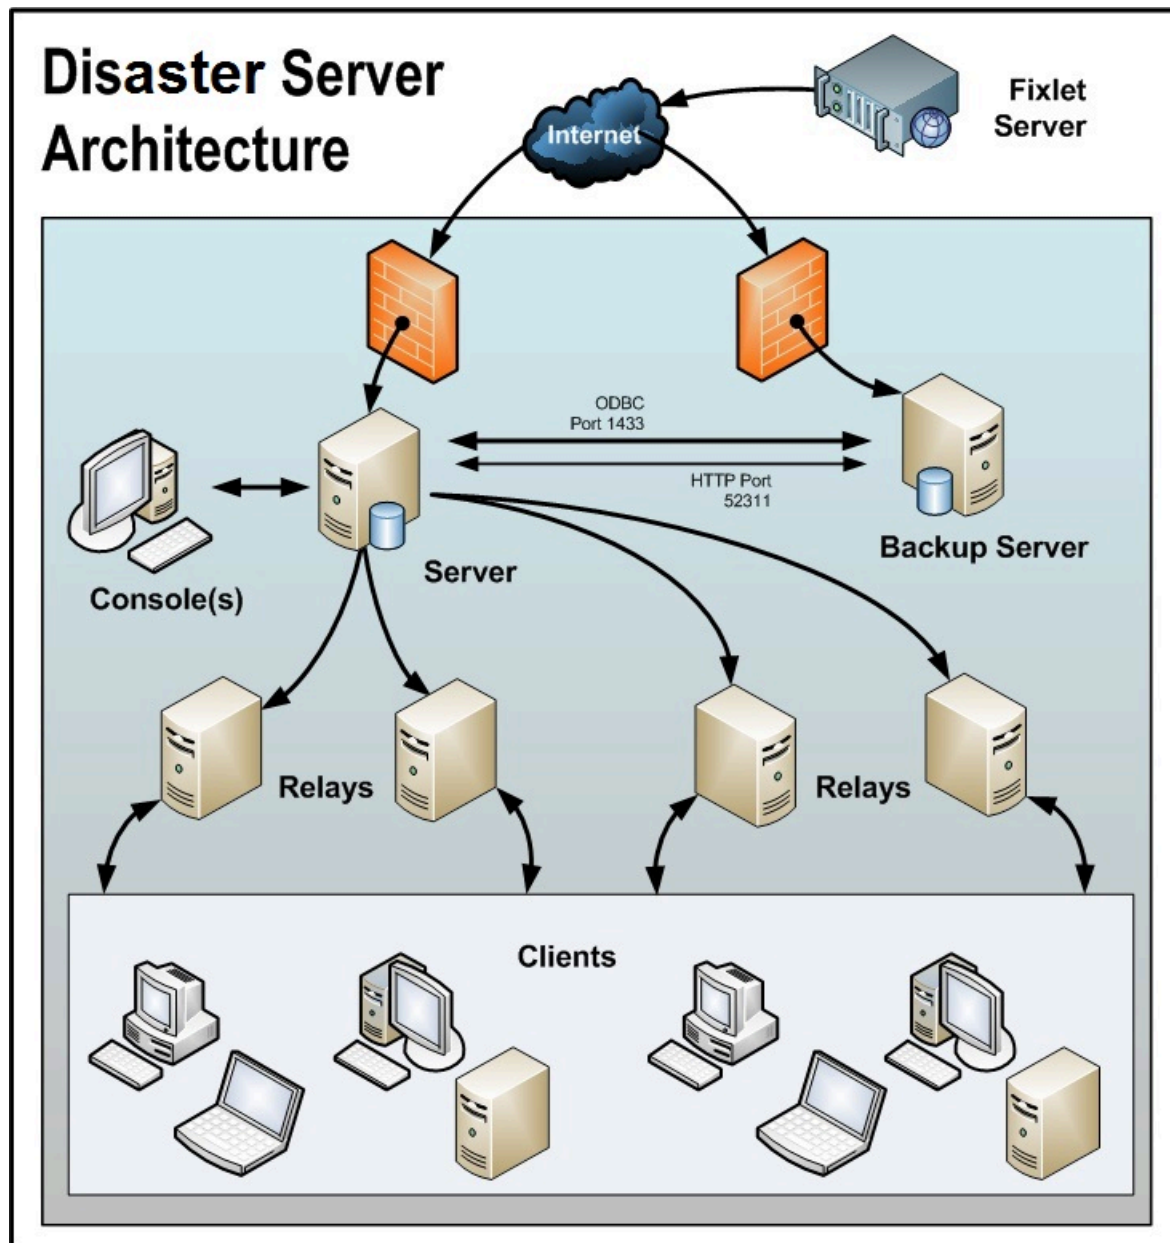 Disaster Server
Architecture
Internet
Fixlet
Server
ODBC
Port 1433
HTTP Port
52311
Console(s)
Server
Backup Server
Relays
Relays
Clients